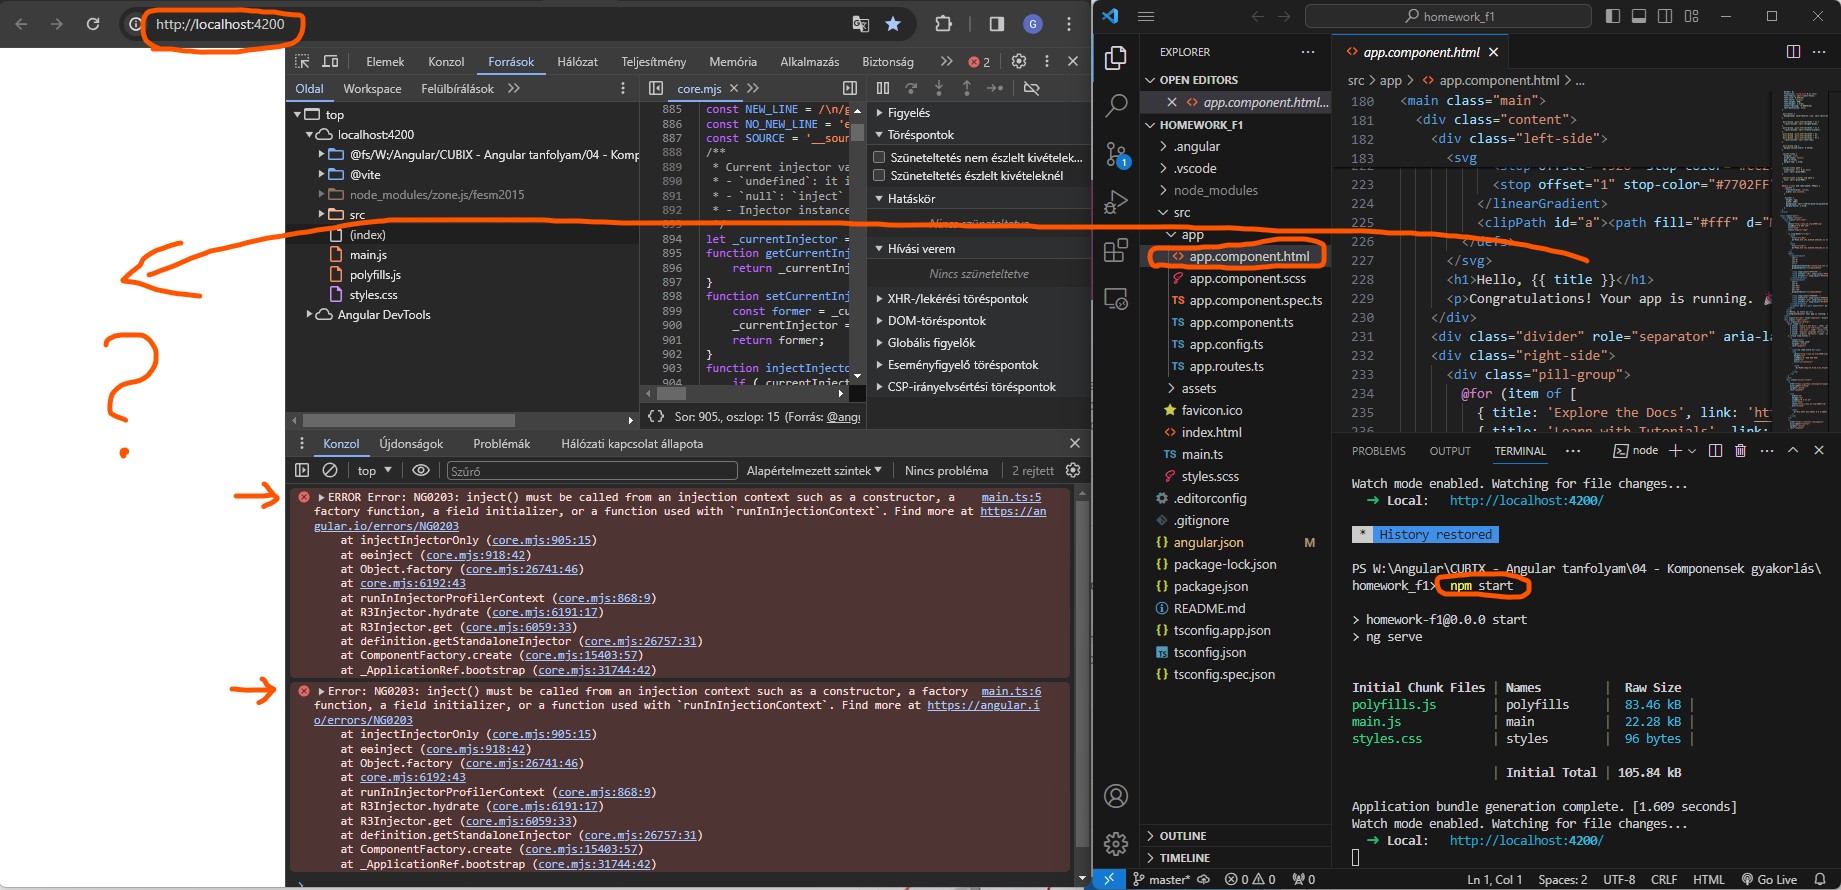 http://localhost:4200
G
Elemek
Konzol
Források
Hálózat
Teljesítmény
Memória
Alkalmazás
Biztonság
2
Oldal
Workspace
Felülbírálások
top
localhost:4200
@fs/W:/Angular/CUBIX - Angular tanfolyam/04 - Komp
@vite
node_modules/zone.js/fesm2015
src
(index)
main.js
polyfills.js
styles.css
Angular DevTools
core.mjs
885 const NEW_LINE = /\n/g
886 const NO_NEW_LINE = 'e
887 const SOURCE = '__sour
888 /**
889 * Current injector va
890 * - `undefined`: it i
891 * - `null`: `inject`
892 * - Injector instance
893 */
894 let _currentInjector =
895 function getCurrentInj
896 return _currentInj
897 }
898 function setCurrentInj
899 const former = _cu
900 _currentInjector =
901 return former;
902 }
903 function injectInjecto
904 if (_currentInject
{} Sor: 905., oszlop: 15 (Forrás: @angu
Figyelés
Töréspontok
Szüneteltetés nem észlelt kivételek...
Szüneteltetés észlelt kivételeknél
Hatáskör
Nincs szüneteltetve
Hívási verem
Nincs szüneteltetve
XHR-/lekérési töréspontok
DOM-töréspontok
Globális figyelők
Eseményfigyelő töréspontok
CSP-irányelvsértési töréspontok
?
Konzol
Újdonságok
Problémák
Hálózati kapcsolat állapota
top
Szűrő
Alapértelmezett szintek
Nincs probléma
2 rejtett
ERROR Error: NG0203: inject() must be called from an injection context such as a constructor, a main.ts:5
factory function, a field initializer, or a function used with `runInInjectionContext`. Find more at https://an
gular.io/errors/NG0203
at injectInjectorOnly (core.mjs:905:15)
at ɵɵinject (core.mjs:918:42)
at Object.factory (core.mjs:26741:46)
at core.mjs:6192:43
at runInInjectorProfilerContext (core.mjs:868:9)
at R3Injector.hydrate (core.mjs:6191:17)
at R3Injector.get (core.mjs:6059:33)
at definition.getStandaloneInjector (core.mjs:26757:31)
at ComponentFactory.create (core.mjs:15403:57)
at _ApplicationRef.bootstrap (core.mjs:31744:42)
Error: NG0203: inject() must be called from an injection context such as a constructor, a factory main.ts:6
function, a field initializer, or a function used with `runInInjectionContext`. Find more at https://angular.i
o/errors/NG0203
at injectInjectorOnly (core.mjs:905:15)
at ɵɵinject (core.mjs:918:42)
at Object.factory (core.mjs:26741:46)
at core.mjs:6192:43
at runInInjectorProfilerContext (core.mjs:868:9)
at R3Injector.hydrate (core.mjs:6191:17)
at R3Injector.get (core.mjs:6059:33)
at definition.getStandaloneInjector (core.mjs:26757:31)
at ComponentFactory.create (core.mjs:15403:57)
at _ApplicationRef.bootstrap (core.mjs:31744:42)
homework_f1
1
EXPLORER
OPEN EDITORS
app.component.html...
HOMEWORK_F1
.angular
.vscode
node_modules
src
app
app.component.html
app.component.scss
TS app.component.spec.ts
TS app.component.ts
TS app.config.ts
TS app.routes.ts
assets
favicon.ico
index.html
TS main.ts
styles.scss
.editorconfig
.gitignore
{} angular.json M
{} package-lock.json
{} package.json
README.md
{} tsconfig.app.json
tsconfig.json
{} tsconfig.spec.json
OUTLINE
TIMELINE
app.component.html
src > app > app.component.html > ...
180 <main class="main">
181 <div class="content">
182 <div class="left-side">
183 <svg
223 <stop offset="1" stop-color="#7702FF"
224 </linearGradient>
225 <clipPath id="a"><path fill="#fff" d="M
226 </defs>
227 </svg>
228 <h1>Hello, {{ title }}</h1>
229 <p>Congratulations! Your app is running. 🎉
230 </div>
231 <div class="divider" role="separator" aria-la
232 <div class="right-side">
233 <div class="pill-group">
234 @for (item of [
235 { title: 'Explore the Docs', link: 'htt
236 { title: 'Learn with Tutorials', link:
PROBLEMS
OUTPUT
TERMINAL
node
Watch mode enabled. Watching for file changes...
➜ Local: http://localhost:4200/
* History restored
PS W:\Angular\CUBIX - Angular tanfolyam\04 - Komponensek gyakorlás\
homework_f1> npm start
> homework-f1@0.0.0 start
> ng serve
Initial Chunk Files | Names | Raw Size
polyfills.js | polyfills | 83.46 kB |
main.js | main | 22.28 kB |
styles.css | styles | 96 bytes |
| Initial Total | 105.84 kB
Application bundle generation complete. [1.609 seconds]
Watch mode enabled. Watching for file changes...
➜ Local: http://localhost:4200/
master*
0 0
0
Ln 1, Col 1
Spaces: 2
UTF-8
CRLF
HTML
Go Live